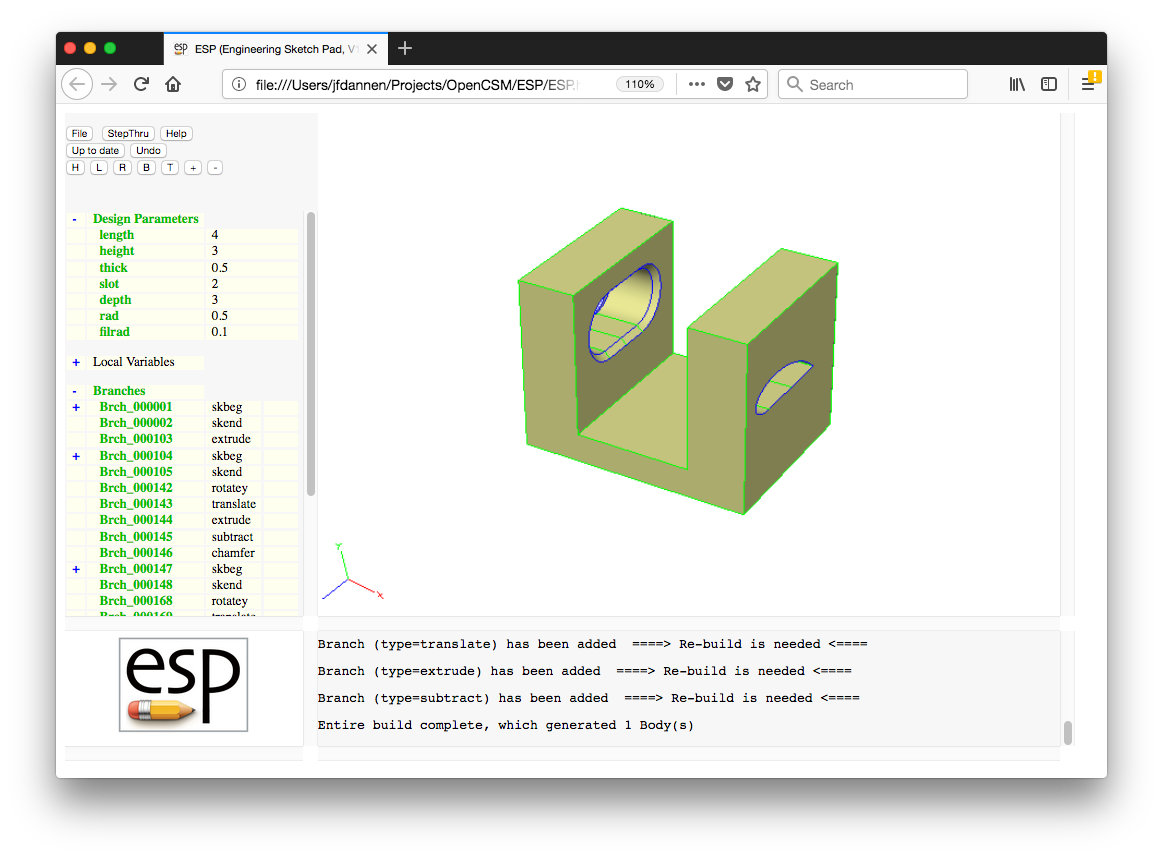 esp ESP (Engineering Sketch Pad, V1
file:///Users/jfdannen/Projects/OpenCSM/ESP/ESP. 110% Search
File StepThru Help
Up to date Undo
H L R B T + -
- Design Parameters
length 4
height 3
thick 0.5
slot 2
depth 3
rad 0.5
filrad 0.1
+ Local Variables
- Branches
+ Brch_000001 skbeg
Brch_000002 skend
Brch_000103 extrude
+ Brch_000104 skbeg
Brch_000105 skend
Brch_000142 rotatey
Brch_000143 translate
Brch_000144 extrude
Brch_000145 subtract
Brch_000146 chamfer
+ Brch_000147 skbeg
Brch_000148 skend
Brch_000168 rotatey
Brch_000169 translate
Y
X
esp
Branch (type=translate) has been added ====> Re-build is needed <====
Branch (type=extrude) has been added ====> Re-build is needed <====
Branch (type=subtract) has been added ====> Re-build is needed <====
Entire build complete, which generated 1 Body(s)